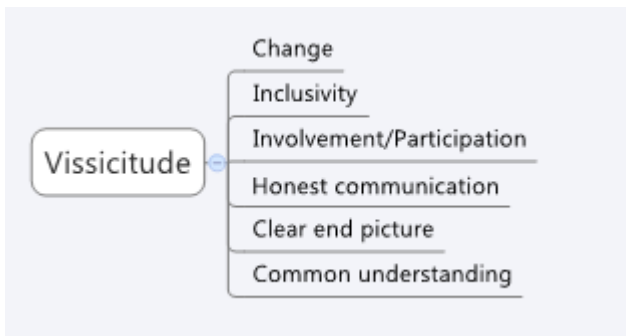 Change
Inclusivity
Involvement/Participation
Vissicitude
Honest communication
Clear end picture
Common understanding